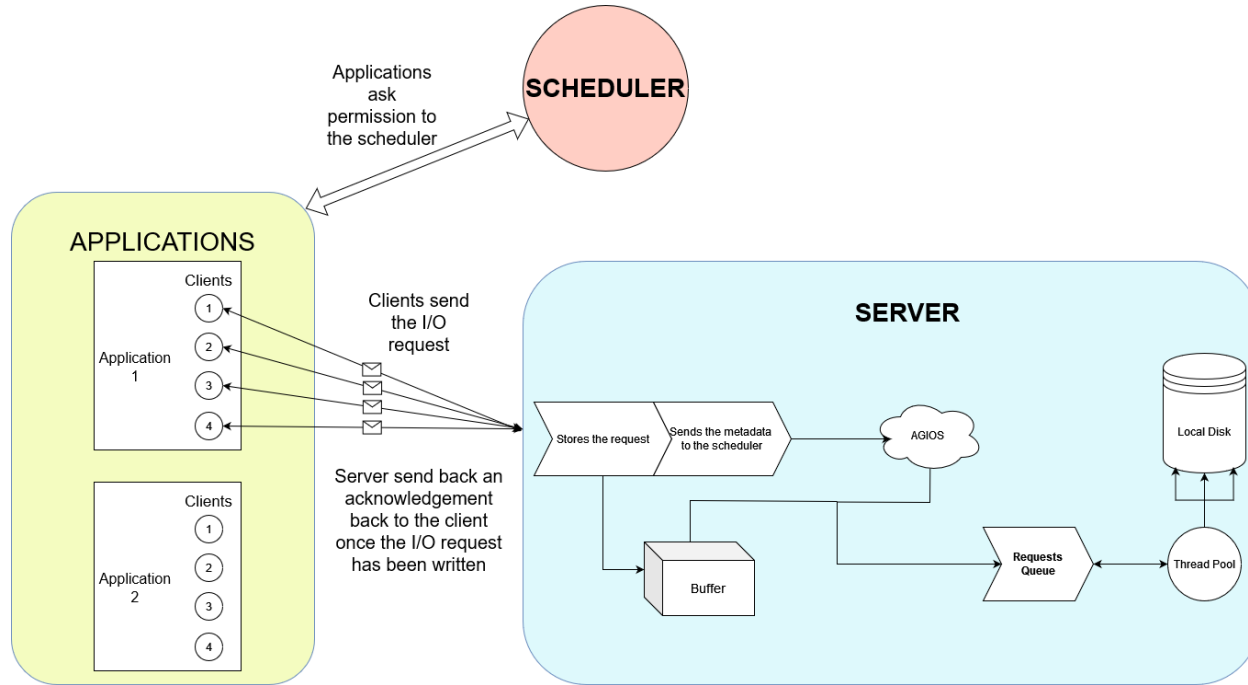 SCHEDULER
Applications
ask
permission to
the scheduler
APPLICATIONS
Clients
1
2
3
4
Application
1
Clients
1
2
3
4
Application
2
Clients send
the I/O
request
Server send back an
acknowledgement
back to the client
once the I/O request
has been written
SERVER
Stores the request
Sends the metadata
to the scheduler
AGIOS
Local Disk
Buffer
Requests
Queue
Thread Pool